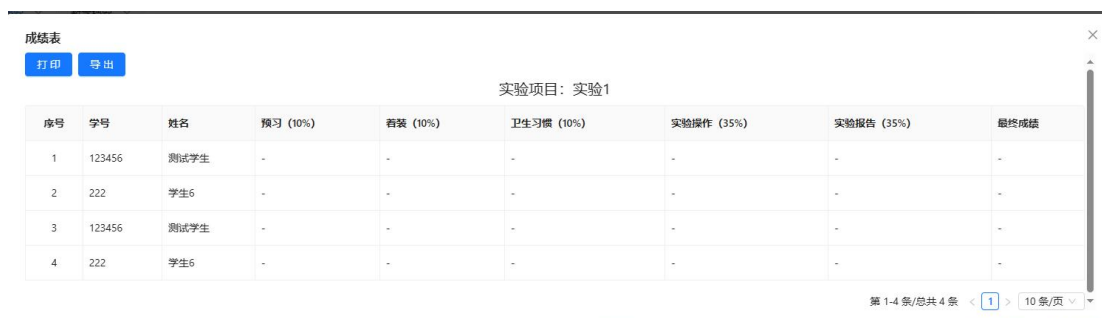 成绩表
打印 导出
实验项目：实验1
序号 学号 姓名 预习（10%） 着装（10%） 卫生习惯（10%） 实验操作（35%） 实验报告（35%） 最终成绩
1 123456 测试学生 - - - - - -
2 222 学生6 - - - - - -
3 123456 测试学生 - - - - - -
4 222 学生6 - - - - - -
第 1-4 条/总共 4 条 < 1 > 10 条/页